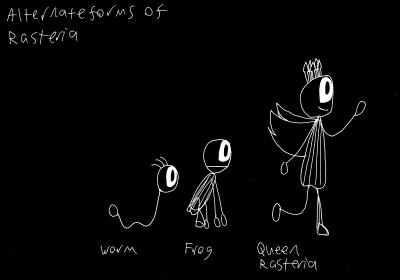 Alternate forms of
Rasteria
worm
Frog
Queen
Rasteria